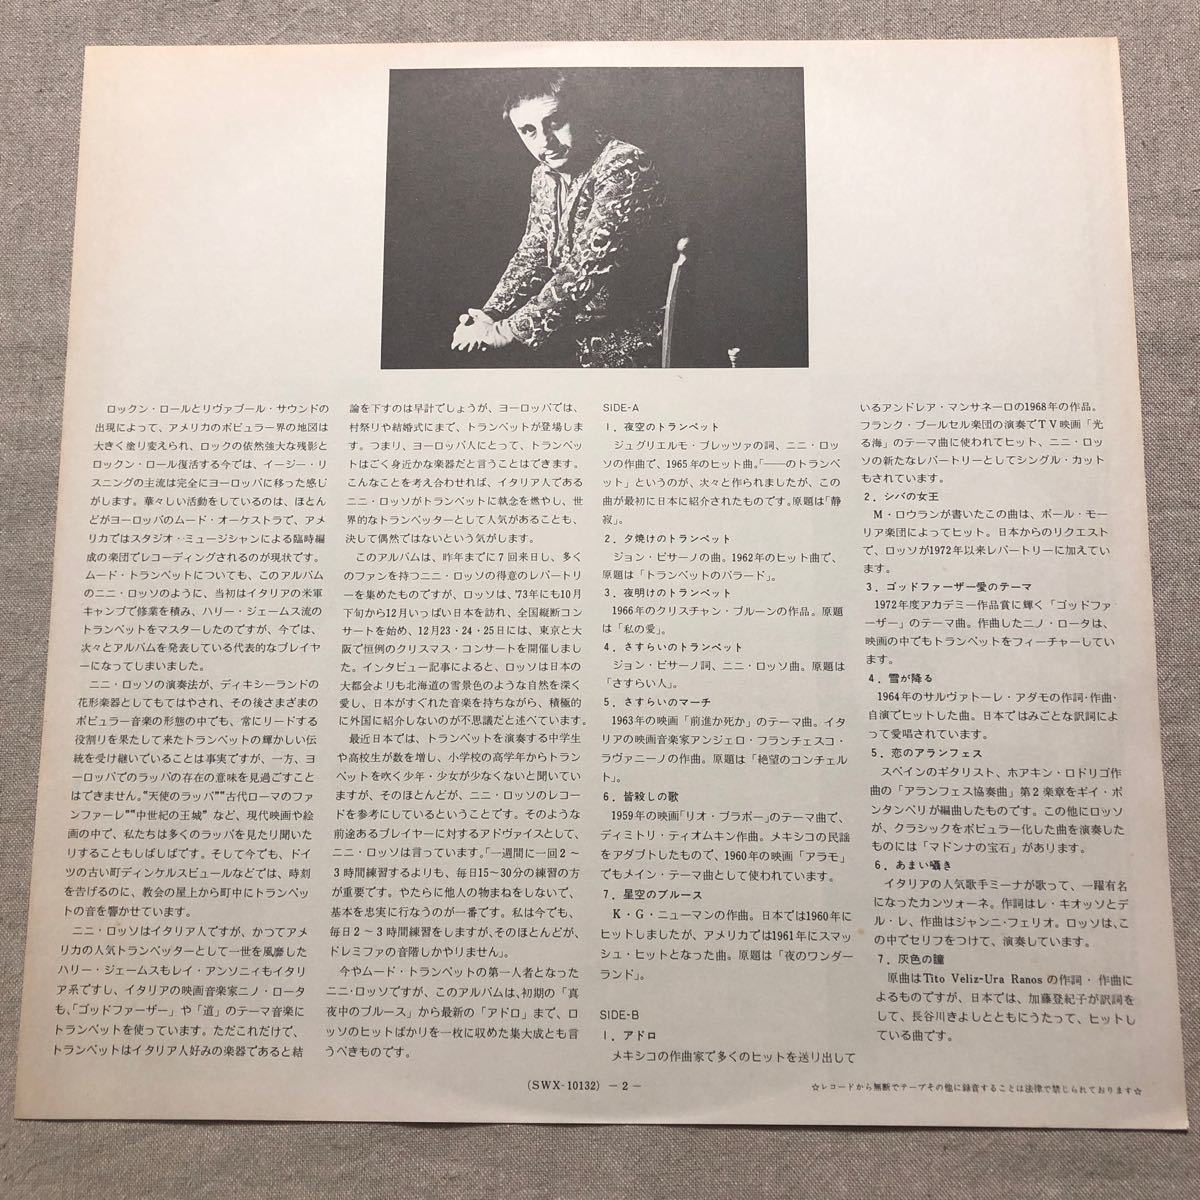 ロックン・ロールとリヴァプール・サウンドの
出現によって、アメリカのポピュラー界の地図は
大きく塗り変えられ、ロックの依然強大な残影と
ロックン・ロール復活する今では、イージー・リ
スニングの主流は完全にヨーロッパに移った感じ
がします。華々しい活動をしているのは、ほとん
どがヨーロッパのムード・オーケストラで、アメ
リカではスタジオ・ミュージシャンによる臨時編
成の楽団でレコーディングされるのが現状です。
ムード・トランペットについても、このアルバム
のニニ・ロッソのように、当初はイタリアの米軍
キャンプで修業を積み、ハリー・ジェームス流の
トランペットをマスターしたのですが、今では、
次々とアルバムを発表している代表的なプレイヤ
ーになってしまいました。
ニニ・ロッソの演奏法が、ディキシーランドの
花形楽器としてもてはやされ、その後さまざまの
ポピュラー音楽の形態の中でも、常にリードする
役割りを果たして来たトランペットの輝かしい伝
統を受け継いでいることは事実ですが、一方、ヨ
ーロッパでのラッパの存在の意味を見過ごすこと
はできません。“天使のラッパ”“古代ローマのファ
ンファーレ”“中世紀の王城” など、現代映画や絵
画の中で、私たちは多くのラッパを見たり聞いた
りすることもしばしばです。そして今でも、ドイ
ツの古い町ディンケルスビュールなどでは、時刻
を告げるのに、教会の屋上から町中にトランペッ
トの音を響かせています。
ニニ・ロッソはイタリア人ですが、かつてアメ
リカの人気トランペッターとして一世を風靡した
ハリー・ジェームスもレイ・アンソニィもイタリ
ア系ですし、イタリアの映画音楽家ニノ・ロータ
も、「ゴッドファーザー」や「道」のテーマ音楽に
トランペットを使っています。ただこれだけで、
トランペットはイタリア人好みの楽器であると結
論を下すのは早計でしょうが、ヨーロッパでは、
村祭りや結婚式にまで、トランペットが登場しま
す。つまり、ヨーロッパ人にとって、トランペッ
トはごく身近かな楽器だと言うことはできます。
こんなことを考え合わせれば、イタリア人である
ニニ・ロッソがトランペットに執念を燃やし、世
界的なトランペッターとして人気があることも、
決して偶然ではないという気がします。
このアルバムは、昨年までに7回来日し、多く
のファンを持つニニ・ロッソの得意のレパートリ
ーを集めたものですが、ロッソは、'73年にも10月
下旬から12月いっぱい日本を訪れ、全国縦断コン
サートを始め、12月23・24・25日には、東京と大
阪で恒例のクリスマス・コンサートを開催しまし
た。インタビュー記事によると、ロッソは日本の
大都会よりも北海道の雪景色のような自然を深く
愛し、日本がすぐれた音楽を持ちながら、積極的
に外国に紹介しないのが不思議だと述べています。
最近日本では、トランペットを演奏する中学生
や高校生が数を増し、小学校の高学年からトラン
ペットを吹く少年・少女が少なくないと聞いてい
ますが、そのほとんどが、ニニ・ロッソのレコー
ドを参考にしているということです。そのような
前途あるプレイヤーに対するアドヴァイスとして、
ニニ・ロッソは言っています。「一週間に一回2～
3時間練習するよりも、毎日15～30分の練習の方
が重要です。やたらに他人の物まねをしないで、
基本を忠実に行なうのが一番です。私は今でも、
毎日2～3時間練習をしますが、そのほとんどが、
ドレミファの音階しかやりません。」
今やムード・トランペットの第一人者となった
ニニ・ロッソですが、このアルバムは、初期の「真
夜中のブルース」から最新の「アドロ」まで、ロ
ッソのヒットばかりを一枚に収めた集大成とも言
うべきものです。
SIDE-A
1．夜空のトランペット
ジュグリエルモ・ブレッツァの詞、ニニ・ロッ
ソの作曲で、1965年のヒット曲。「──のトランペ
ット」というのが、次々と作られましたが、この
曲が最初に日本に紹介されたものです。原題は「静
寂」。
2．夕焼けのトランペット
ジョン・ピサーノの曲。1962年のヒット曲で、
原題は「トランペットのバラード」。
3．夜明けのトランペット
1966年のクリスチャン・ブルーンの作品。原題
は「私の愛」。
4．さすらいのトランペット
ジョン・ピサーノ詞、ニニ・ロッソ曲。原題は
「さすらい人」。
5．さすらいのマーチ
1963年の映画「前進か死か」のテーマ曲。イタ
リアの映画音楽家アンジェロ・フランチェスコ・
ラヴァニーノの作曲。原題は「絶望のコンチェル
ト」。
6．皆殺しの歌
1959年の映画「リオ・ブラボー」のテーマ曲で、
ディミトリ・ティオムキン作曲。メキシコの民謡
をアダプトしたもので、1960年の映画「アラモ」
でもメイン・テーマ曲として使われています。
7．星空のブルース
K・G・ニューマンの作曲。日本では1960年に
ヒットしましたが、アメリカでは1961年にスマッ
シュ・ヒットとなった曲。原題は「夜のワンダー
ランド」。
SIDE-B
1．アドロ
メキシコの作曲家で多くのヒットを送り出して
いるアンドレア・マンサネーロの1968年の作品。
フランク・プールセル楽団の演奏でTV映画「光
る海」のテーマ曲に使われてヒット、ニニ・ロッ
ソの新たなレパートリーとしてシングル・カット
もされています。
2．シバの女王
M・ロウランが書いたこの曲は、ポール・モー
リア楽団によってヒット。日本からのリクエスト
で、ロッソが1972年以来レパートリーに加えてい
ます。
3．ゴッドファーザー愛のテーマ
1972年度アカデミー作品賞に輝く「ゴッドファ
ーザー」のテーマ曲。作曲したニノ・ロータは、
映画の中でもトランペットをフィーチャーしてい
ます。
4．雪が降る
1964年のサルヴァトーレ・アダモの作詞・作曲・
自演でヒットした曲。日本ではみごとな訳詞によ
って愛唱されています。
5．恋のアランフェス
スペインのギタリスト、ホアキン・ロドリゴ作
曲の「アランフェス協奏曲」第2楽章をギイ・ボ
ンタンペリが編曲したものです。この他にロッソ
が、クラシックをポピュラー化した曲を演奏した
ものには「マドンナの宝石」があります。
6．あまい囁き
イタリアの人気歌手ミーナが歌って、一躍有名
になったカンツォーネ。作詞はレ・キオッソとデ
ル・レ、作曲はジャンニ・フェリオ。ロッソは、こ
の中でセリフをつけて、演奏しています。
7．灰色の瞳
原曲はTito Veliz-Ura Ranosの作詞・作曲に
よるものですが、日本では、加藤登紀子が訳詞を
して、長谷川きよしとともにうたって、ヒットし
ている曲です。
(SWX-10132) －2－
☆レコードから無断でテープその他に録音することは法律で禁じられております☆